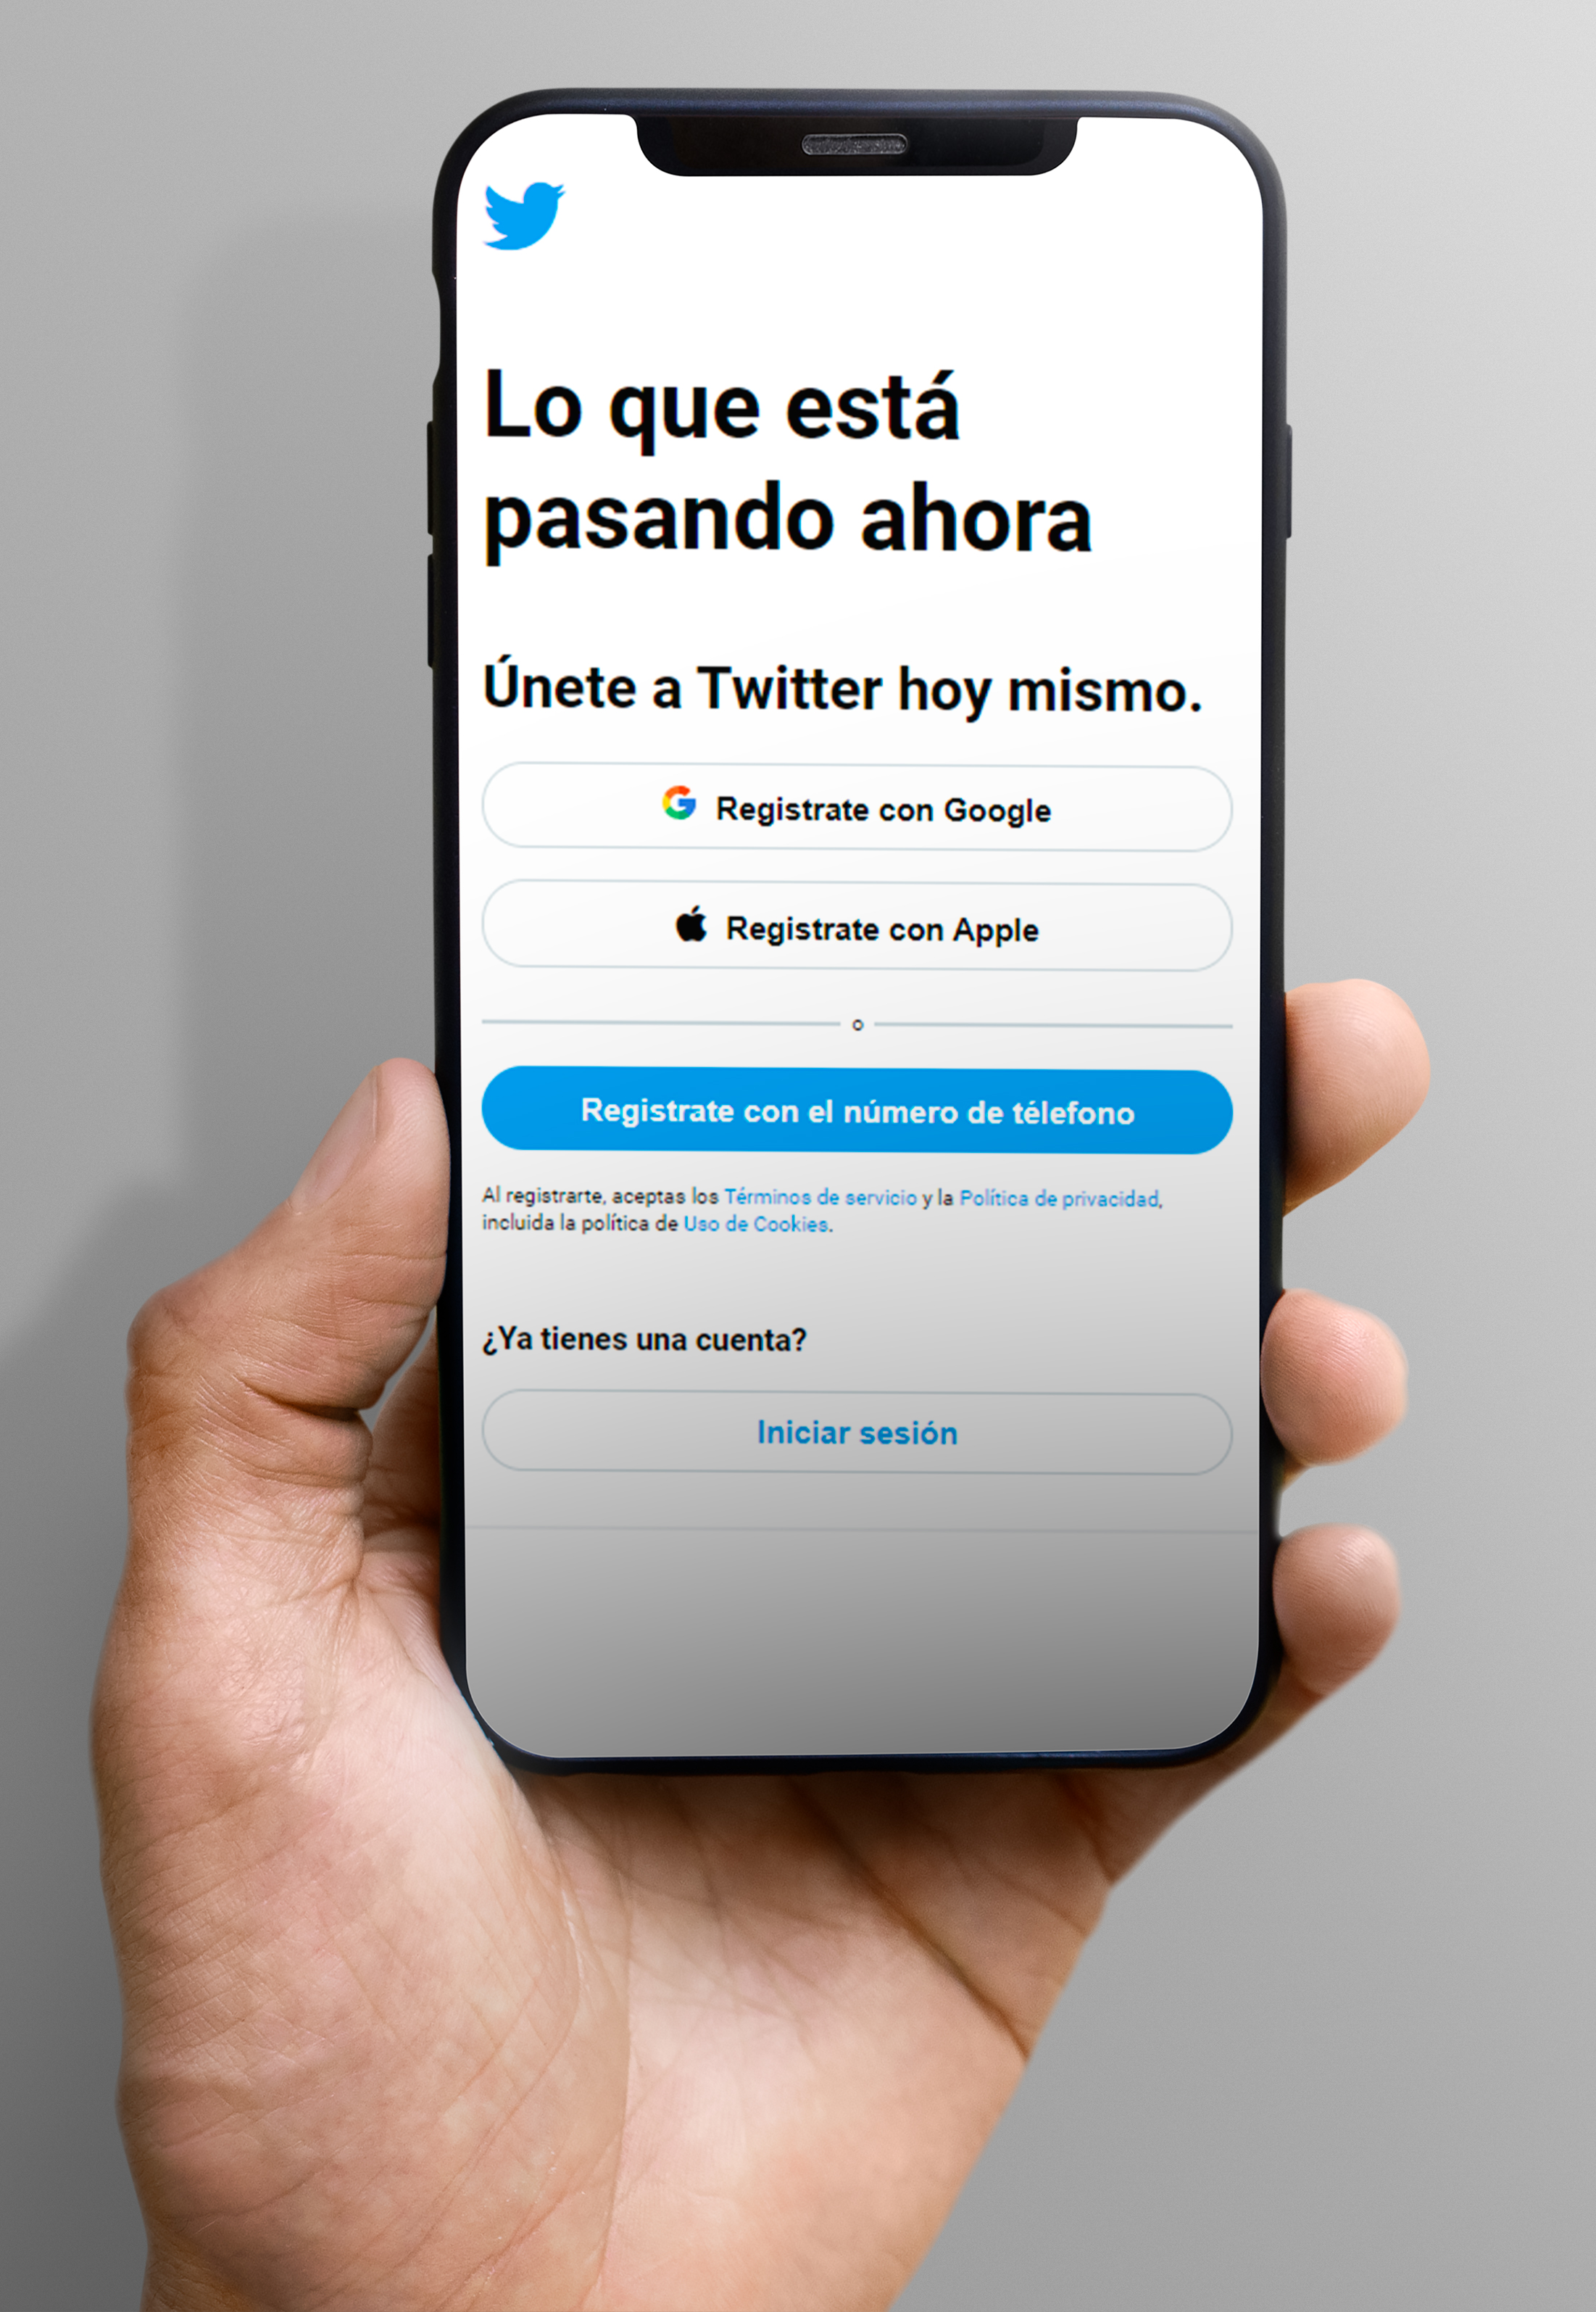 Lo que está
pasando ahora
Únete a Twitter hoy mismo.
Registrate con Google
Registrate con Apple
o
Registrate con el número de télefono
Al registrarte, aceptas los Términos de servicio y la Política de privacidad,
incluida la política de Uso de Cookies.
¿Ya tienes una cuenta?
Iniciar sesión